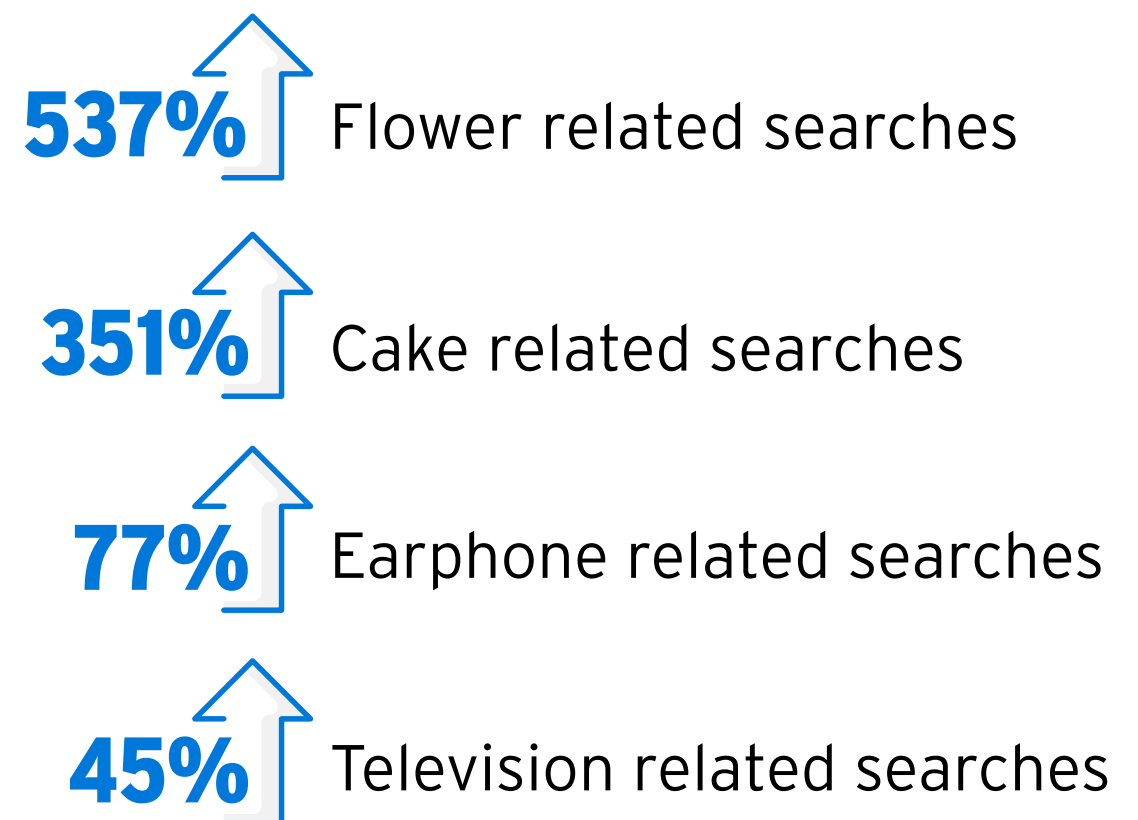 537% Flower related searches
351% Cake related searches
77% Earphone related searches
45% Television related searches